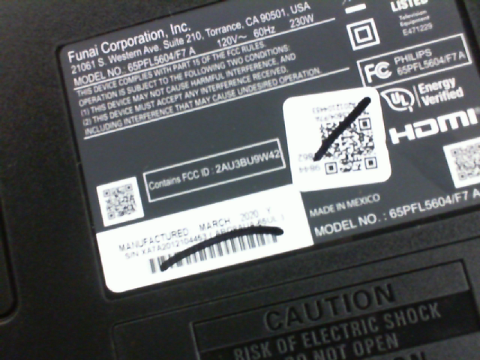 Funai Corporation, Inc.
21061 S. Western Ave. Suite 210, Torrance, CA 90501, USA
MODEL NO : 65PFL5604/F7 A 120V~ 60Hz 230W
THIS DEVICE COMPLIES WITH PART 15 OF THE FCC RULES.
OPERATION IS SUBJECT TO THE FOLLOWING TWO CONDITIONS:
(1) THIS DEVICE MAY NOT CAUSE HARMFUL INTERFERENCE, AND
(2) THIS DEVICE MUST ACCEPT ANY INTERFERENCE RECEIVED,
INCLUDING INTERFERENCE THAT MAY CAUSE UNDESIRED OPERATION.
LISTED
Electronic
Equipment
E471229
FC PHILIPS
65PFL5604/F7A
UL Energy
Verified
HDMI
Contains FCC ID : 2AU3BU9W42
MANUFACTURED MARCH 2020
S/N
MADE IN MEXICO
MODEL NO. : 65PFL5604/F7 A
CAUTION
RISK OF ELECTRIC SHOCK
DO NOT OPEN